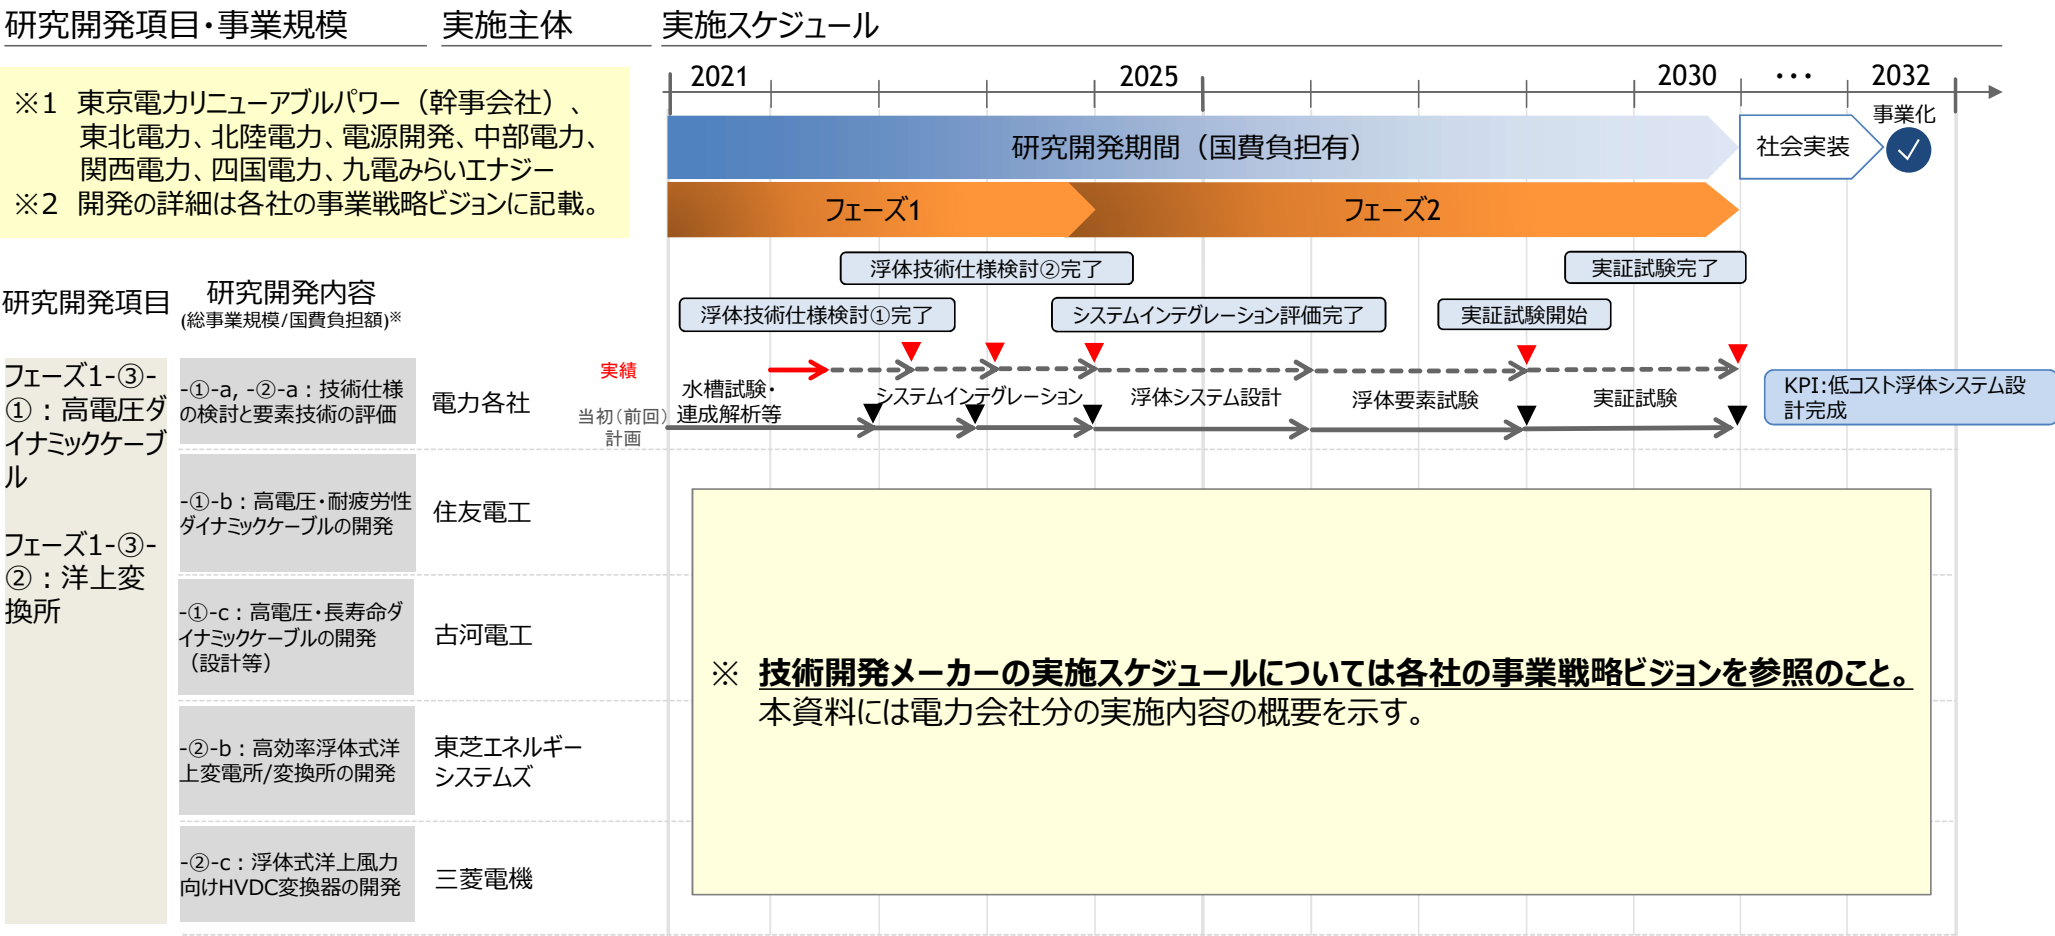 研究開発項目・事業規模
実施主体
実施スケジュール
※1 東京電力リニューアブルパワー（幹事会社）、
東北電力、北陸電力、電源開発、中部電力、
関西電力、四国電力、九電みらいエナジー
※2 開発の詳細は各社の事業戦略ビジョンに記載。
2021
2025
2030
・・・
2032
事業化
研究開発期間（国費負担有）
社会実装
フェーズ1
フェーズ2
浮体技術仕様検討②完了
実証試験完了
浮体技術仕様検討①完了
システムインテグレーション評価完了
実証試験開始
研究開発項目
研究開発内容
(総事業規模/国費負担額)※
フェーズ1-③-
①：高電圧ダ
イナミックケーブ
ル
フェーズ1-③-
②：洋上変
換所
-①-a, -②-a：技術仕様
の検討と要素技術の評価
電力各社
実績
当初（前回）
計画
水槽試験・
連成解析等
システムインテグレーション
浮体システム設計
浮体要素試験
実証試験
KPI:低コスト浮体システム設
計完成
-①-b：高電圧・耐疲労性
ダイナミックケーブルの開発
住友電工
-①-c：高電圧・長寿命ダ
イナミックケーブルの開発
（設計等）
古河電工
-②-b：高効率浮体式洋
上変電所/変換所の開発
東芝エネルギー
システムズ
-②-c：浮体式洋上風力
向けHVDC変換器の開発
三菱電機
※ 技術開発メーカーの実施スケジュールについては各社の事業戦略ビジョンを参照のこと。
本資料には電力会社分の実施内容の概要を示す。